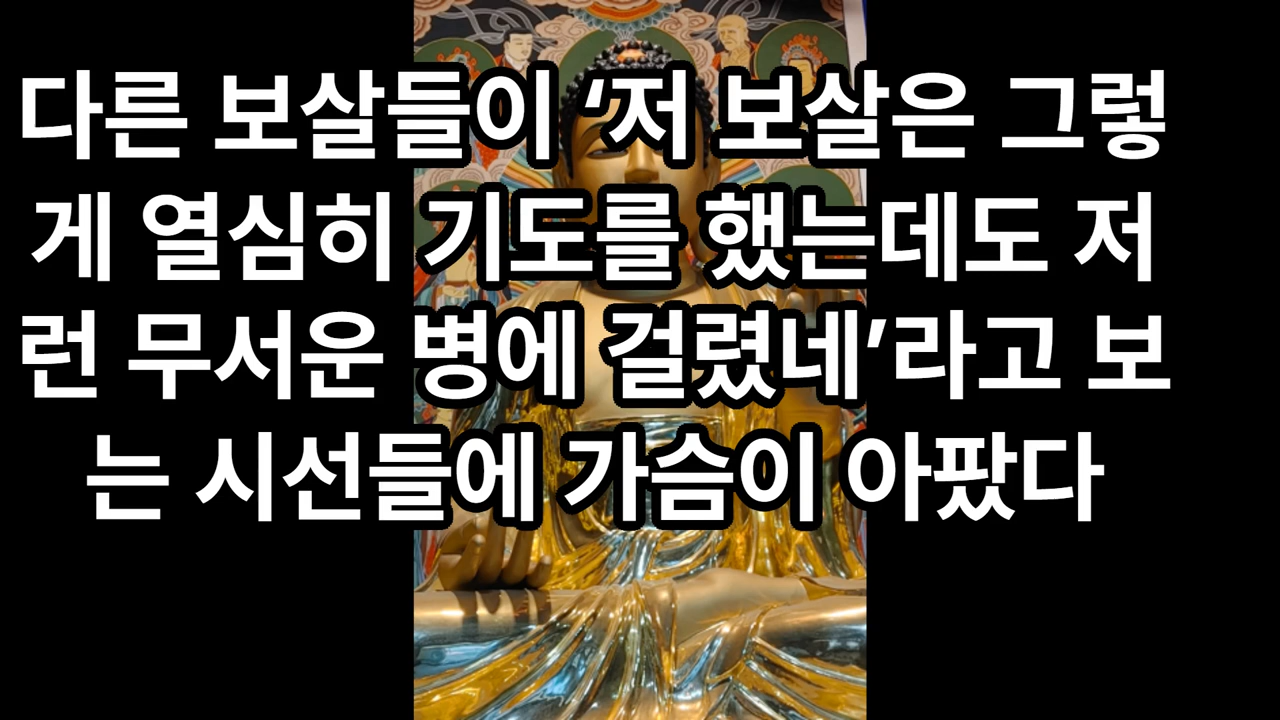 다른 보살들이 ‘저 보살은 그렇
게 열심히 기도를 했는데도 저
런 무서운 병에 걸렸네’라고 보
는 시선들에 가슴이 아팠다